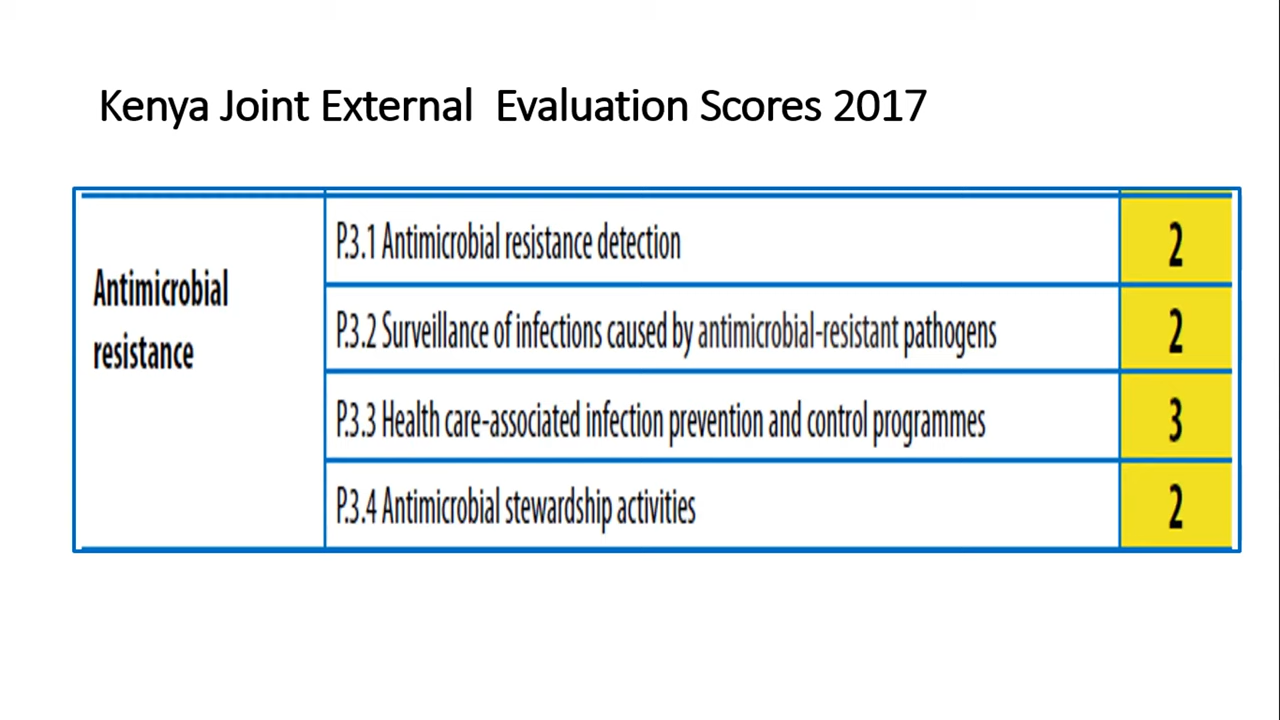 Kenya Joint External  Evaluation Scores 2017
Antimicrobial
resistance
P.3.1 Antimicrobial resistance detection
2
P.3.2 Surveillance of infections caused by antimicrobial-resistant pathogens
2
P.3.3 Health care-associated infection prevention and control programmes
3
P.3.4 Antimicrobial stewardship activities
2